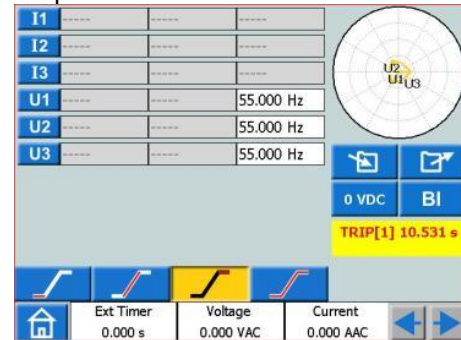 I1 ----- ----- -----
I2 ----- ----- -----
I3 ----- ----- -----
U1 ----- ----- 55.000 Hz
U2 ----- ----- 55.000 Hz
U3 ----- ----- 55.000 Hz
U2
U1 U3
0 VDC BI
TRIP[1] 10.531 s
Ext Timer Voltage Current
0.000 s 0.000 VAC 0.000 AAC